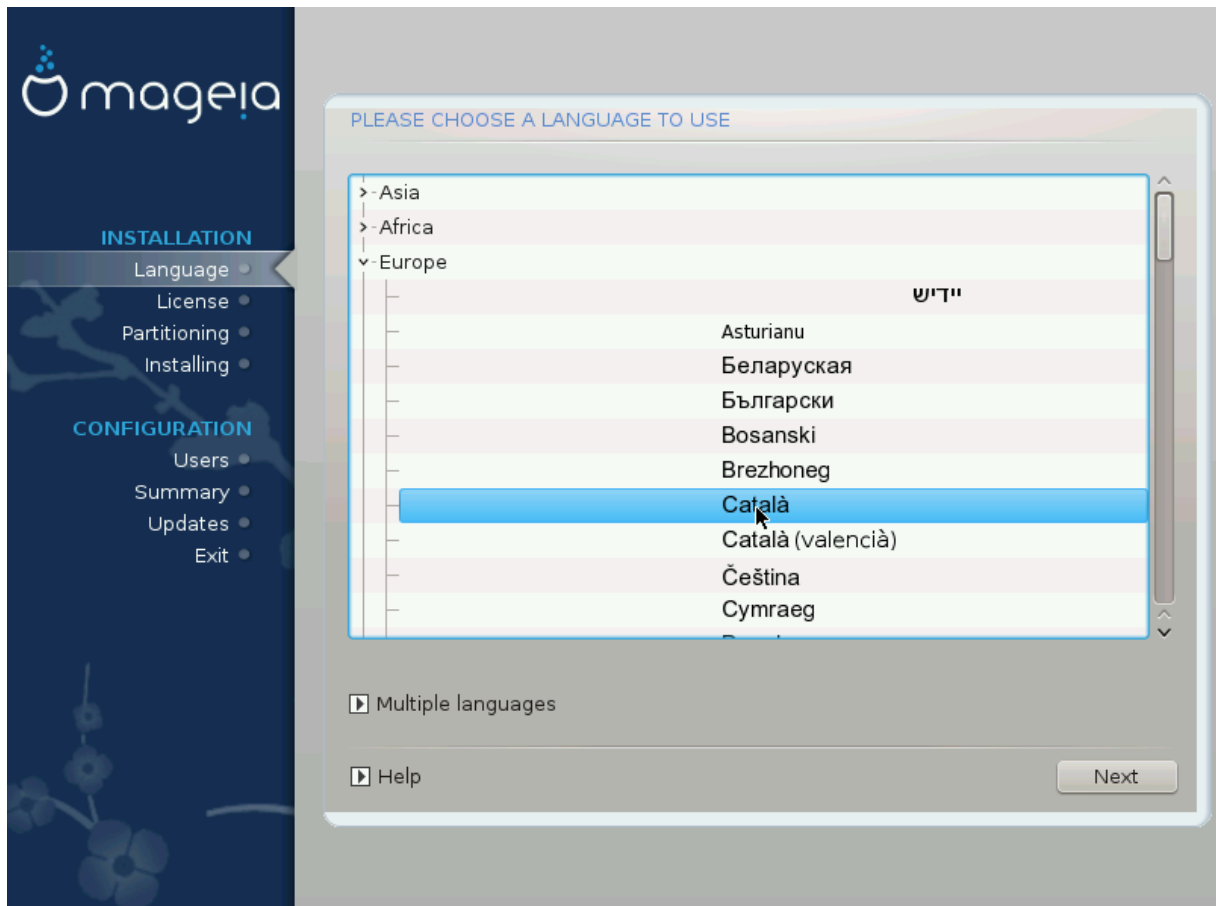 mageia
INSTALLATION
Language
License
Partitioning
Installing
CONFIGURATION
Users
Summary
Updates
Exit
PLEASE CHOOSE A LANGUAGE TO USE
Asia
Africa
Europe
ייִדיש
Asturianu
Беларуская
Български
Bosanski
Brezhoneg
Català
Català (valencià)
Čeština
Cymraeg
Multiple languages
Help
Next